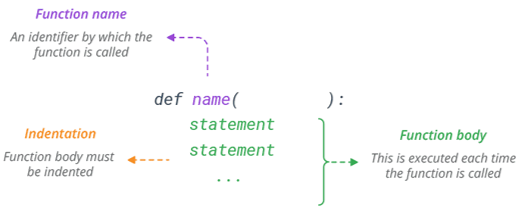 Function name
An identifier by which the
function is called
def name(          ):
statement
statement
...
Indentation
Function body must
be indented
Function body
This is executed each time
the function is called